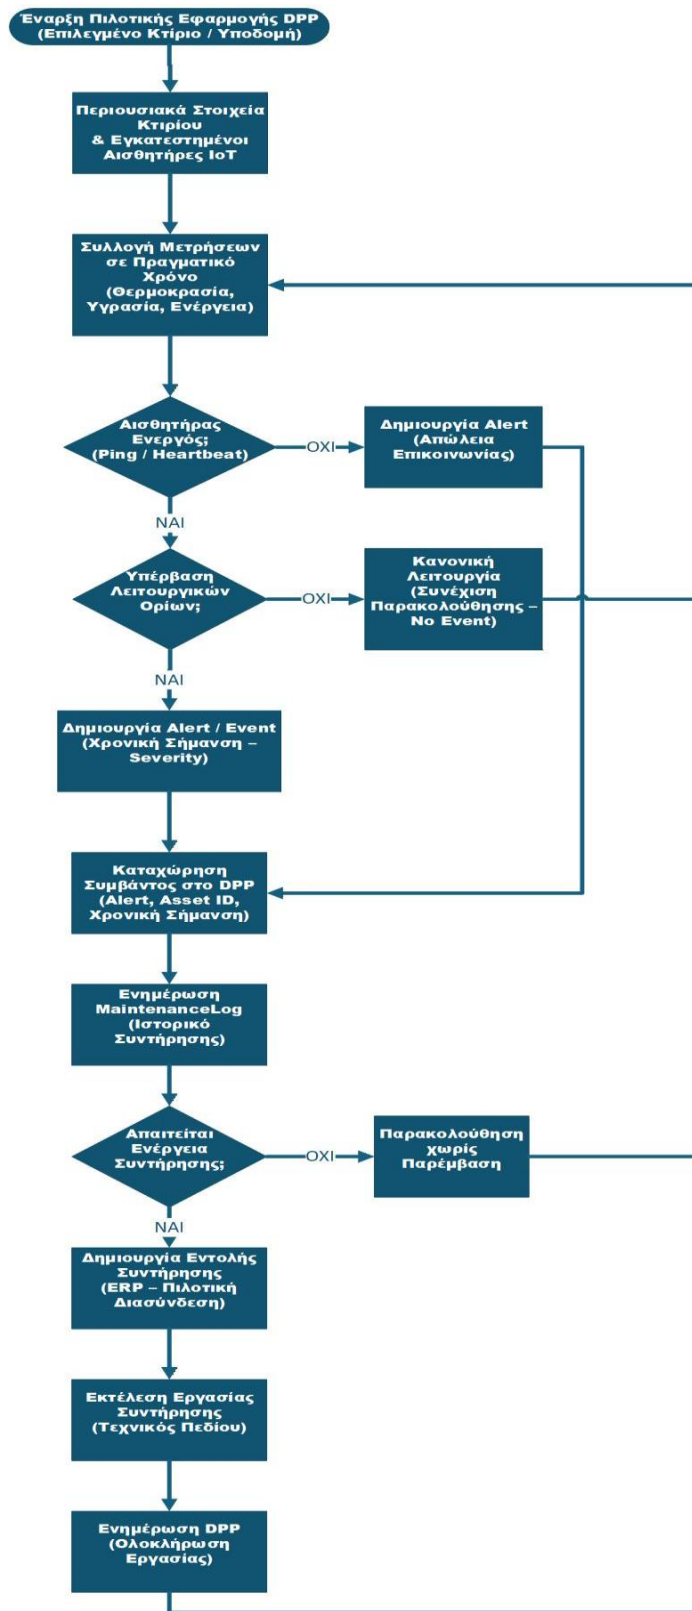 Έναρξη Πιλοτικής Εφαρμογής DPP
(Επιλεγμένο Κτίριο / Υποδομή)
Περιουσιακά Στοιχεία
Κτιρίου
& Εγκατεστημένοι
Αισθητήρες IoT
Συλλογή Μετρήσεων
σε Πραγματικό
Χρόνο
(Θερμοκρασία,
Υγρασία, Ενέργεια)
Αισθητήρας
Ενεργός;
(Ping / Heartbeat)
ΟΧΙ
Δημιουργία Alert
(Απώλεια
Επικοινωνίας)
ΝΑΙ
Υπέρβαση
Λειτουργικών
Ορίων;
ΟΧΙ
Κανονική
Λειτουργία
(Συνέχιση
Παρακολούθησης –
No Event)
ΝΑΙ
Δημιουργία Alert / Event
(Χρονική Σήμανση –
Severity)
Καταχώρηση
Συμβάντος στο DPP
(Alert, Asset ID,
Χρονική Σήμανση)
Ενημέρωση
MaintenanceLog
(Ιστορικό
Συντήρησης)
Απαιτείται
Ενέργεια
Συντήρησης;
ΟΧΙ
Παρακολούθηση
χωρίς
Παρέμβαση
ΝΑΙ
Δημιουργία Εντολής
Συντήρησης
(ERP – Πιλοτική
Διασύνδεση)
Εκτέλεση Εργασίας
Συντήρησης
(Τεχνικός Πεδίου)
Ενημέρωση DPP
(Ολοκλήρωση
Εργασίας)